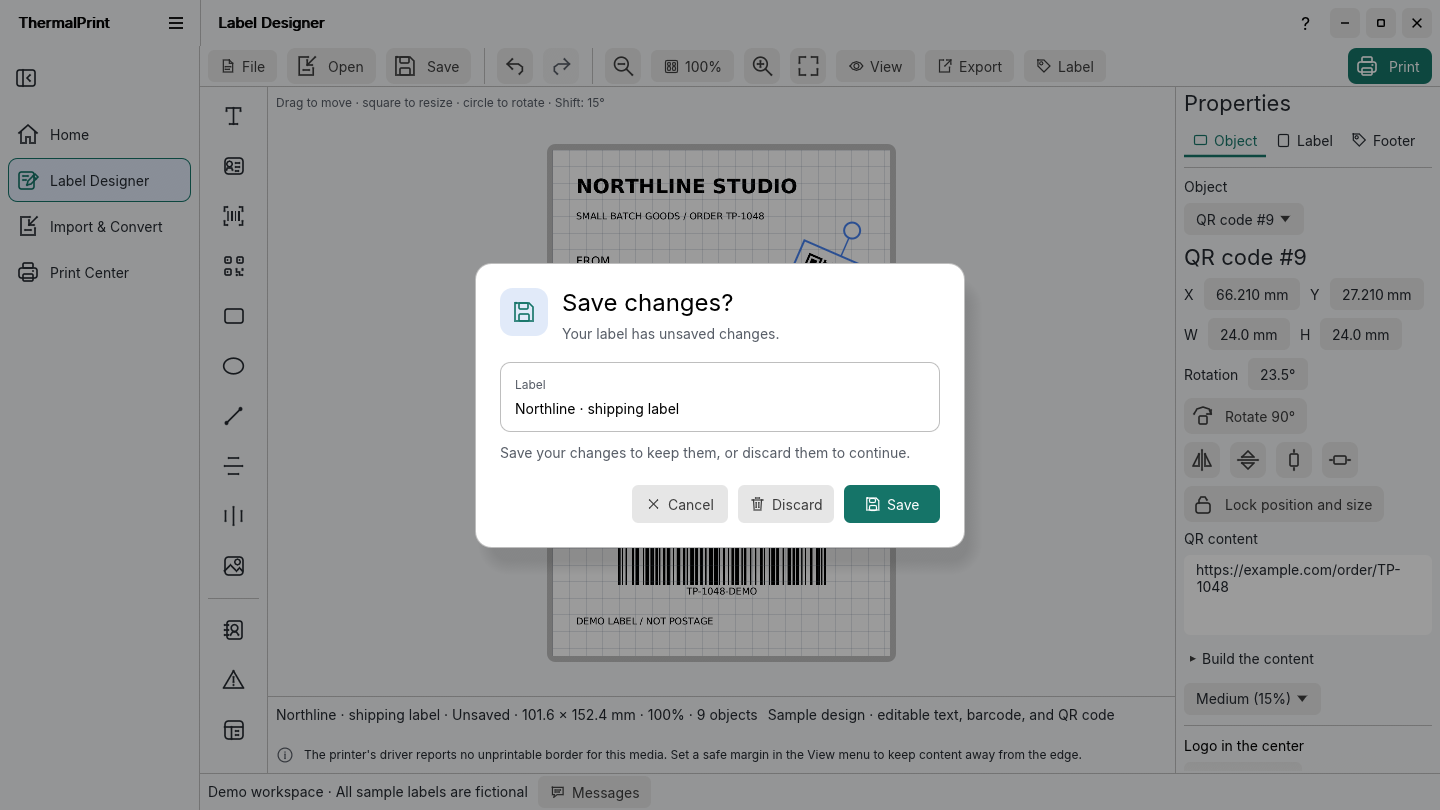 ThermalPrint
Label Designer
?
File
Open
Save
100%
View
Export
Label
Print
Home
Label Designer
Import & Convert
Print Center
Drag to move · square to resize · circle to rotate · Shift: 15°
NORTHLINE STUDIO
SMALL BATCH GOODS / ORDER TP-1048
FROM
Save changes?
Your label has unsaved changes.
Label
Northline · shipping label
Save your changes to keep them, or discard them to continue.
Cancel
Discard
Save
TP-1048-DEMO
DEMO LABEL / NOT POSTAGE
Northline · shipping label · Unsaved · 101.6 × 152.4 mm · 100% · 9 objects Sample design · editable text, barcode, and QR code
The printer's driver reports no unprintable border for this media. Set a safe margin in the View menu to keep content away from the edge.
Demo workspace · All sample labels are fictional
Messages
Properties
Object
Label
Footer
Object
QR code #9
QR code #9
X 66.210 mm Y 27.210 mm
W 24.0 mm H 24.0 mm
Rotation 23.5°
Rotate 90°
Lock position and size
QR content
https://example.com/order/TP-
1048
Build the content
Medium (15%)
Logo in the center